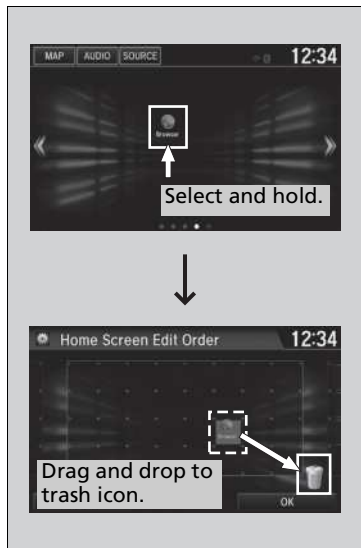 MAP AUDIO SOURCE 12:34
Browser
Select and hold.
Home Screen Edit Order 12:34
Browser
Drag and drop to
trash icon.
OK